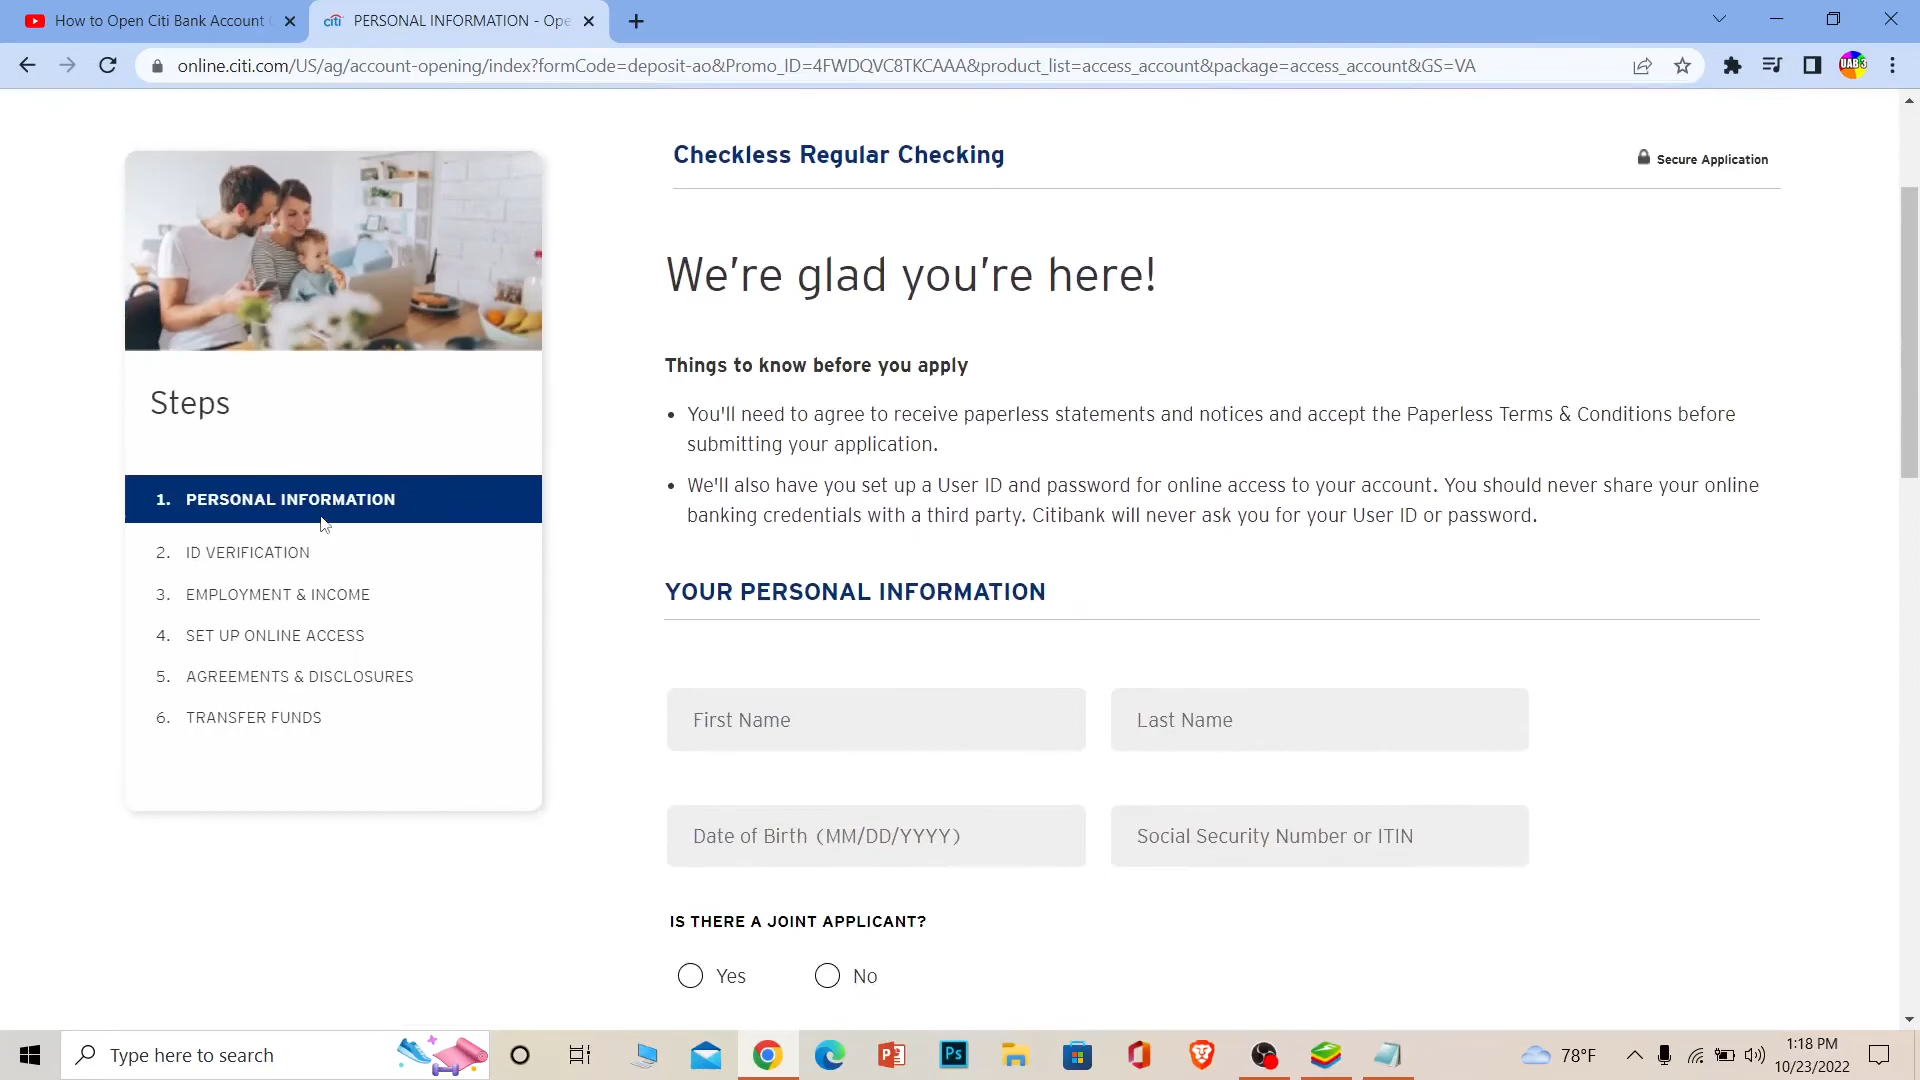 How to Open Citi Bank Account
citi PERSONAL INFORMATION - Ope
online.citi.com/US/ag/account-opening/index?formCode=deposit-ao&Promo_ID=4FWDQVC8TKCAAA&product_list=access_account&package=access_account&GS=VA
UAB 3
Checkless Regular Checking
Secure Application
We're glad you're here!
Things to know before you apply
• You'll need to agree to receive paperless statements and notices and accept the Paperless Terms & Conditions before
submitting your application.
• We'll also have you set up a User ID and password for online access to your account. You should never share your online
banking credentials with a third party. Citibank will never ask you for your User ID or password.
Steps
1. PERSONAL INFORMATION
2. ID VERIFICATION
3. EMPLOYMENT & INCOME
4. SET UP ONLINE ACCESS
5. AGREEMENTS & DISCLOSURES
6. TRANSFER FUNDS
YOUR PERSONAL INFORMATION
First Name
Last Name
Date of Birth (MM/DD/YYYY)
Social Security Number or ITIN
IS THERE A JOINT APPLICANT?
Yes
No
Type here to search
Ps
78°F
1:18 PM
10/23/2022